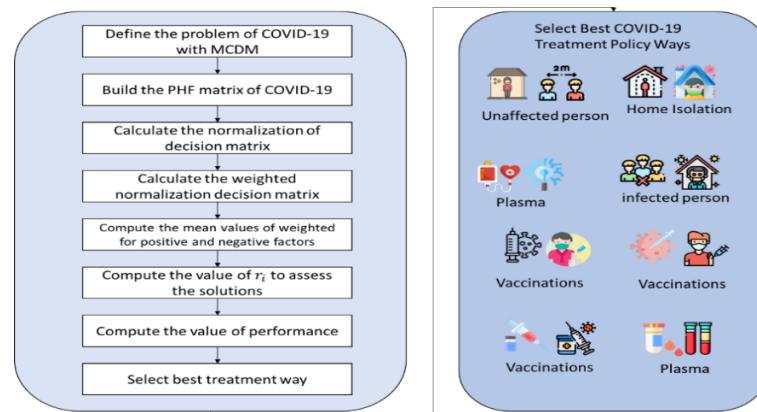 Define the problem of COVID-19
with MCDM
Build the PHF matrix of COVID-19
Calculate the normalization of
decision matrix
Calculate the weighted
normalization decision matrix
Compute the mean values of weighted
for positive and negative factors
Compute the value of rᵢ to assess
the solutions
Compute the value of performance
Select best treatment way
Select Best COVID-19
Treatment Policy Ways
2m
Unaffected person
Home Isolation
Plasma
infected person
Vaccinations
Vaccinations
Vaccinations
Plasma